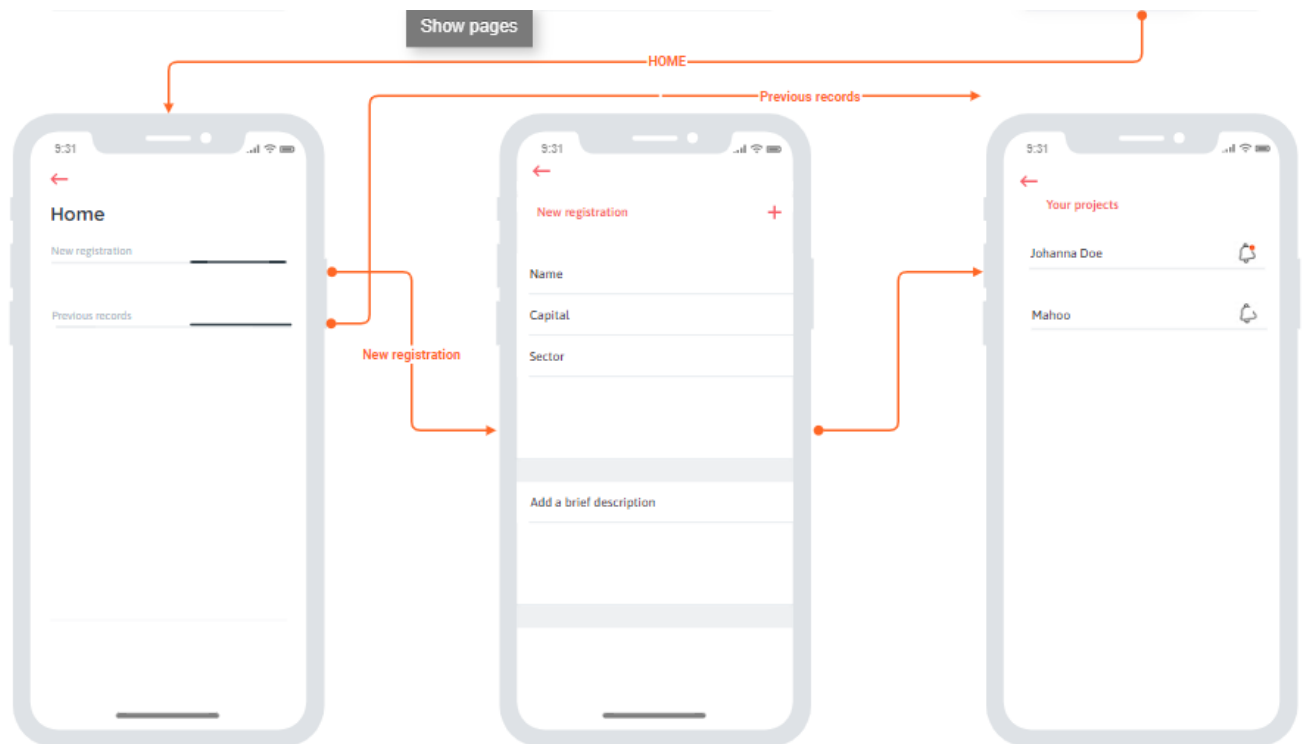 Show pages
HOME
Previous records
9:31
Home
New registration
Previous records
New registration
9:31
New registration
Name
Capital
Sector
Add a brief description
9:31
Your projects
Johanna Doe
Mahoo